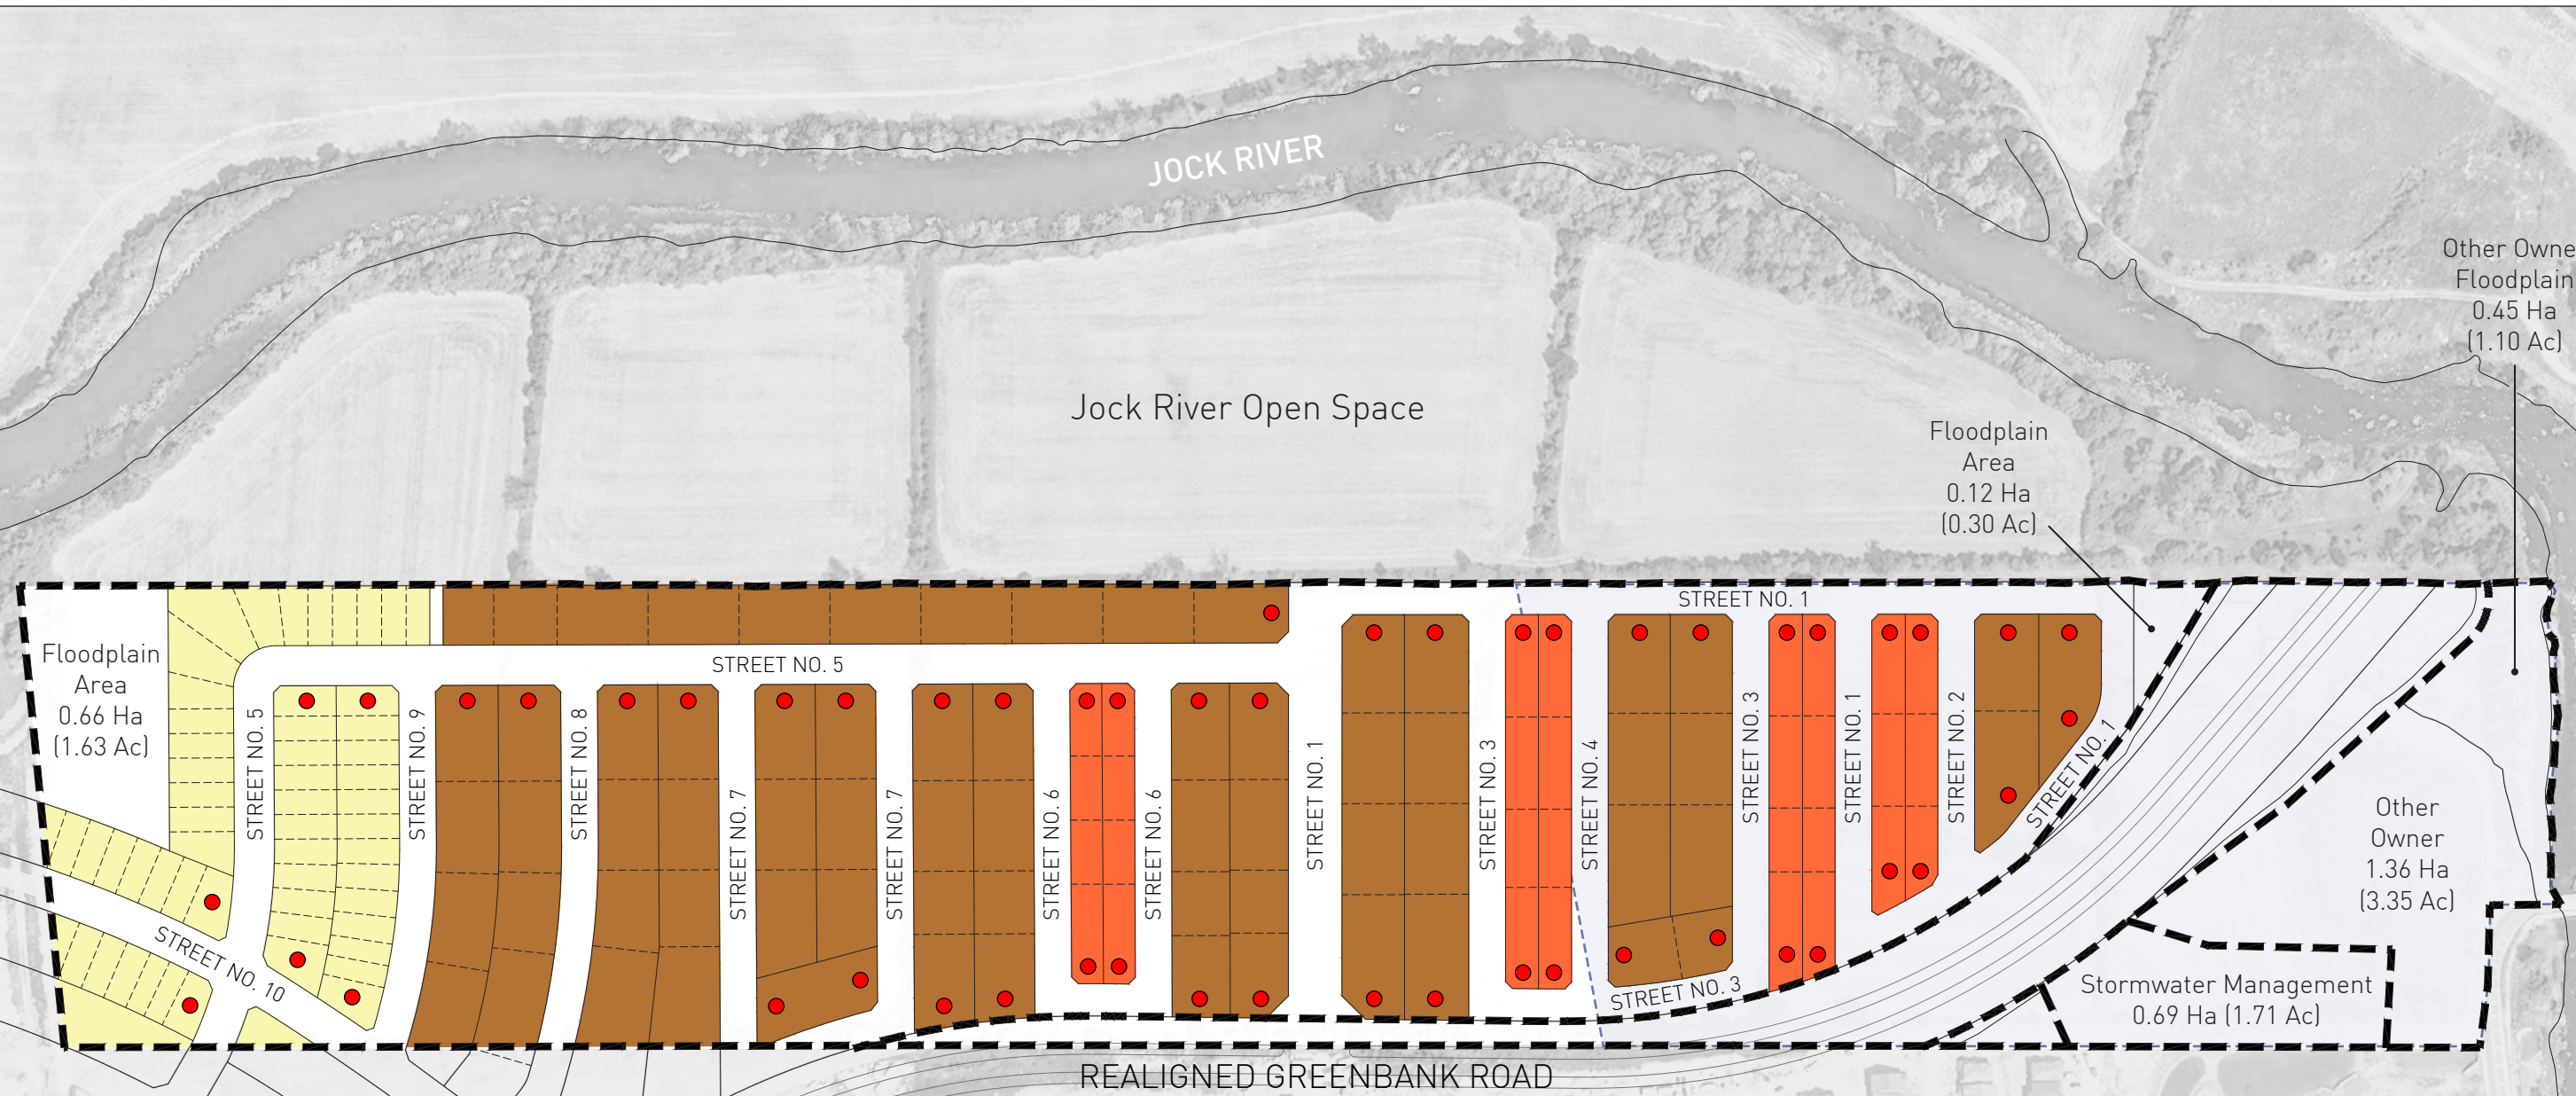 JOCK RIVER
Other Owne
Floodplain
0.45 Ha
(1.10 Ac)
Jock River Open Space
Floodplain
Area
0.12 Ha
(0.30 Ac)
STREET NO. 1
Floodplain
Area
0.66 Ha
(1.63 Ac)
STREET NO. 5
STREET NO. 5
STREET NO. 9
STREET NO. 8
STREET NO. 7
STREET NO. 7
STREET NO. 6
STREET NO. 6
STREET NO. 1
STREET NO. 3
STREET NO. 4
STREET NO. 3
STREET NO. 1
STREET NO. 2
STREET NO. 1
Other
Owner
1.36 Ha
(3.35 Ac)
STREET NO. 10
STREET NO. 3
Stormwater Management
0.69 Ha (1.71 Ac)
REALIGNED GREENBANK ROAD